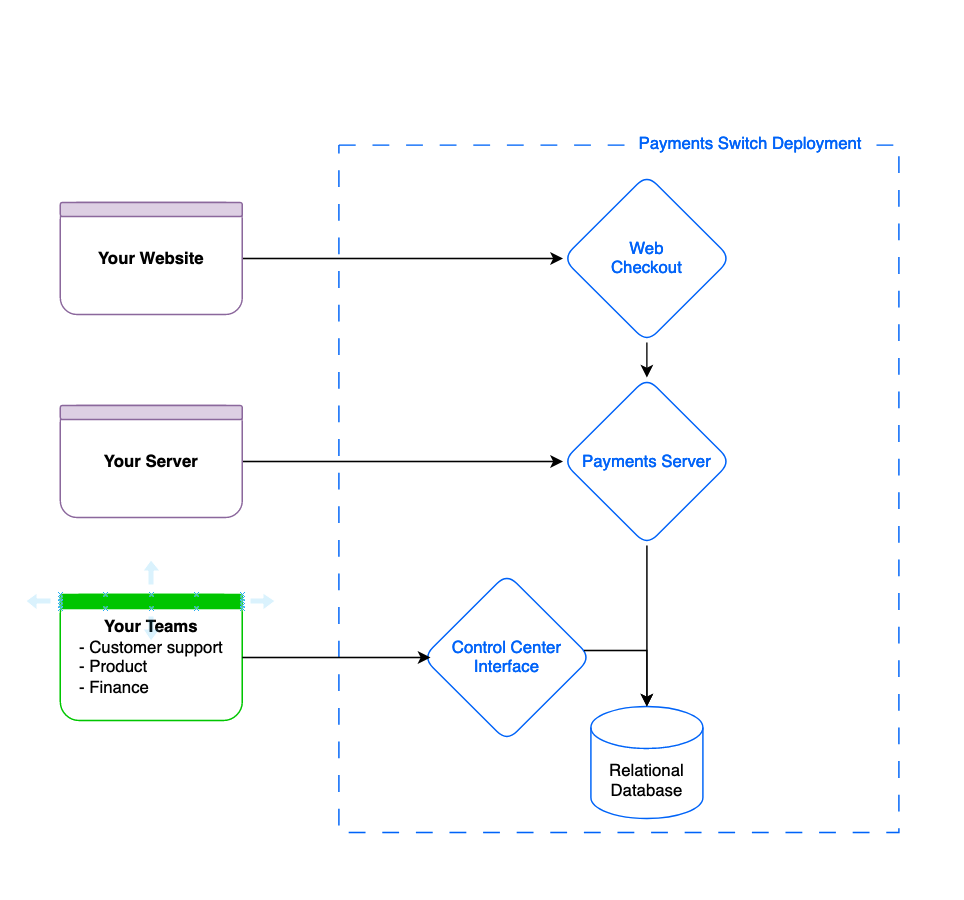 Payments Switch Deployment
Your Website
Web
Checkout
Your Server
Payments Server
Your Teams
- Customer support
- Product
- Finance
Control Center
Interface
Relational
Database